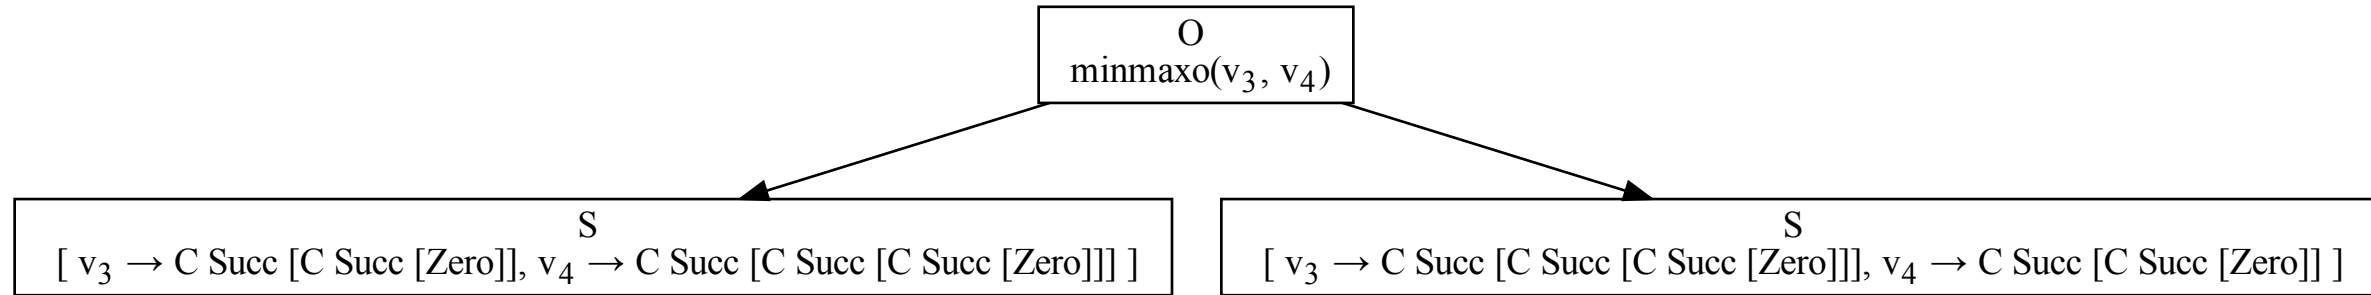 O
minmaxo(v₃, v₄)
S
[ v₃ → C Succ [C Succ [Zero]], v₄ → C Succ [C Succ [C Succ [Zero]]] ]
S
[ v₃ → C Succ [C Succ [C Succ [Zero]]], v₄ → C Succ [C Succ [Zero]] ]